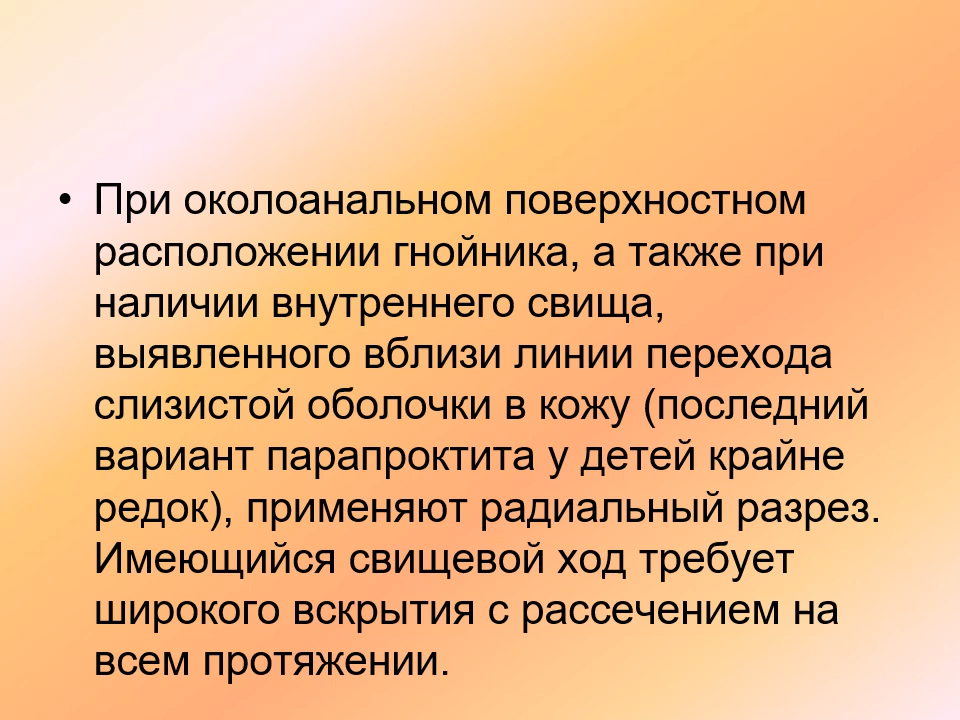 • При околоанальном поверхностном
расположении гнойника, а также при
наличии внутреннего свища,
выявленного вблизи линии перехода
слизистой оболочки в кожу (последний
вариант парапроктита у детей крайне
редок), применяют радиальный разрез.
Имеющийся свищевой ход требует
широкого вскрытия с рассечением на
всем протяжении.